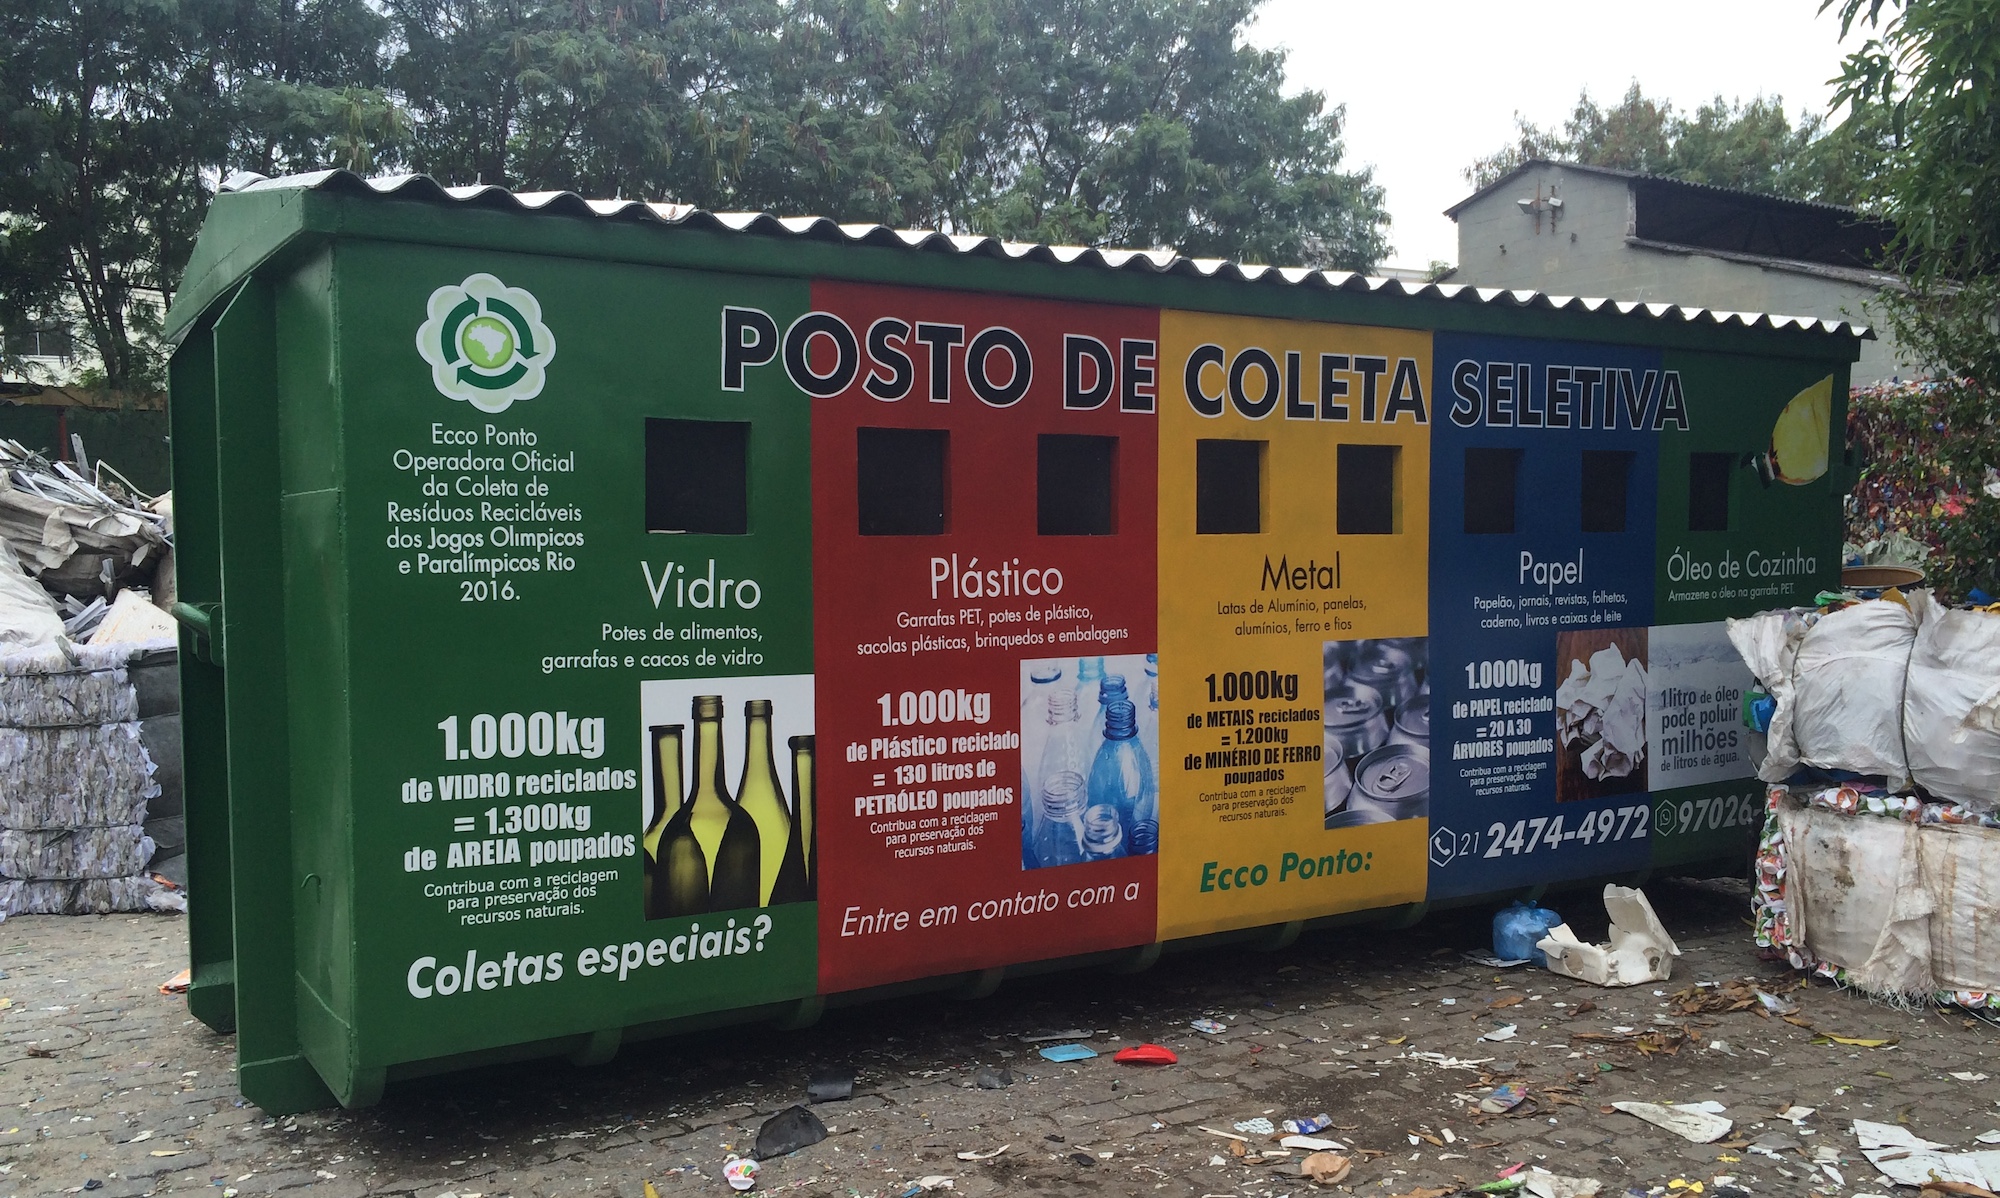 POSTO DE COLETA SELETIVA
Ecco Ponto
Operadora Oficial
da Coleta de
Resíduos Recicláveis
dos Jogos Olímpicos
e Paralímpicos Rio
2016.
Vidro
Potes de alimentos,
garrafas e cacos de vidro
1.000kg
de VIDRO reciclados
= 1.300kg
de AREIA poupados
Contribua com a reciclagem
para preservação dos
recursos naturais.
Plástico
Garrafas PET, potes de plástico,
sacolas plásticas, brinquedos e embalagens
1.000kg
de Plástico reciclado
= 130 litros de
PETRÓLEO poupados
Contribua com a reciclagem
para preservação dos
recursos naturais.
Metal
Latas de Alumínio, panelas,
alumínios, ferro e fios
1.000kg
de METAIS reciclados
= 1.200kg
de MINÉRIO DE FERRO
poupados
Contribua com a reciclagem
para preservação dos
recursos naturais.
Papel
Papelão, jornais, revistas, folhetos,
caderno, livros e caixas de leite
1.000kg
de PAPEL reciclado
= 20 A 30
ÁRVORES poupados
Contribua com a reciclagem
para preservação dos
recursos naturais.
Óleo de Cozinha
Armazene o óleo na garrafa PET.
1 litro de óleo
pode poluir
milhões
de litros de água.
Coletas especiais? Entre em contato com a Ecco Ponto: 21 2474-4972 97026-